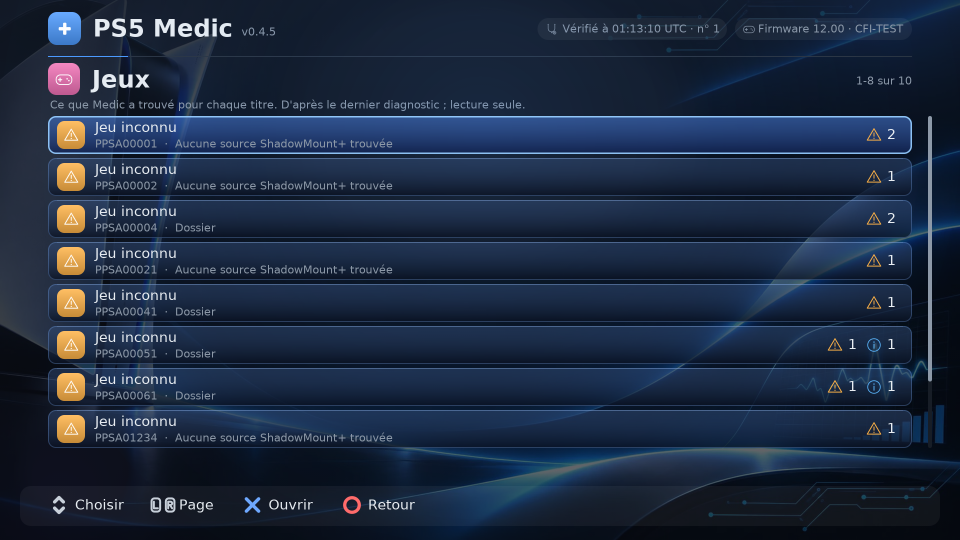 PS5 Medic v0.4.5
Vérifié à 01:13:10 UTC · n° 1
Firmware 12.00 · CFI-TEST
Jeux
1-8 sur 10
Ce que Medic a trouvé pour chaque titre. D'après le dernier diagnostic ; lecture seule.
Jeu inconnu
PPSA00001 · Aucune source ShadowMount+ trouvée
2
Jeu inconnu
PPSA00002 · Aucune source ShadowMount+ trouvée
1
Jeu inconnu
PPSA00004 · Dossier
2
Jeu inconnu
PPSA00021 · Aucune source ShadowMount+ trouvée
1
Jeu inconnu
PPSA00041 · Dossier
1
Jeu inconnu
PPSA00051 · Dossier
1 1
Jeu inconnu
PPSA00061 · Dossier
1 1
Jeu inconnu
PPSA01234 · Aucune source ShadowMount+ trouvée
1
Choisir L R Page Ouvrir Retour